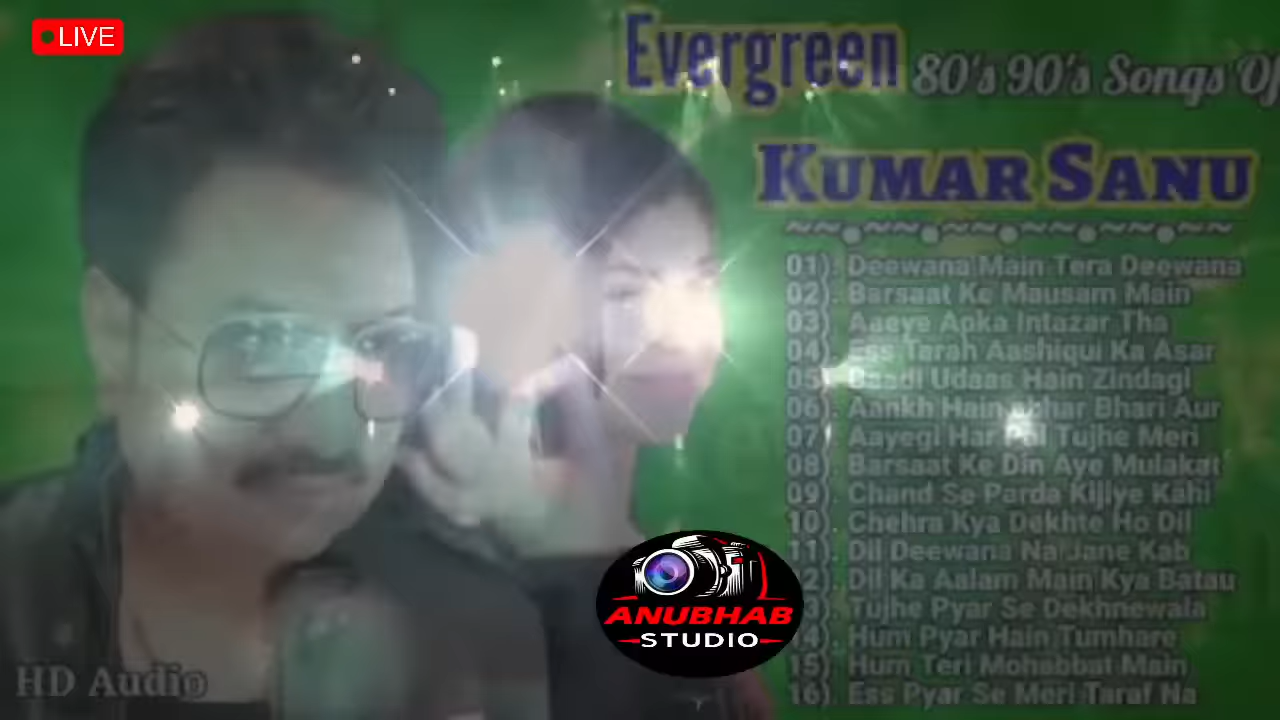 LIVE
Evergreen 80's 90's Songs Of
KUMAR SANU
01). Deewana Main Tera Deewana
02). Barsaat Ke Mausam Main
03). Aaeye Apka Intazar Tha
04). Ess Tarah Aashiqui Ka Asar
05). Baadi Udaas Hain Zindagi
06). Aankh Hain Bhari Aur
07). Aayegi Har Pal Tujhe Meri
08). Barsaat Ke Din Aye Mulakat
09). Chand Se Parda Kijiye Kahi
10). Chehra Kya Dekhte Ho Dil
11). Dil Deewana Na Jane Kab
12). Dil Ka Aalam Main Kya Batau
13). Tujhe Pyar Se Dekhnewala
14). Hum Pyar Hain Tumhare
15). Hum Teri Mohabbat Main
16). Ess Pyar Se Meri Taraf Na
HD Audio
ANUBHAB
STUDIO